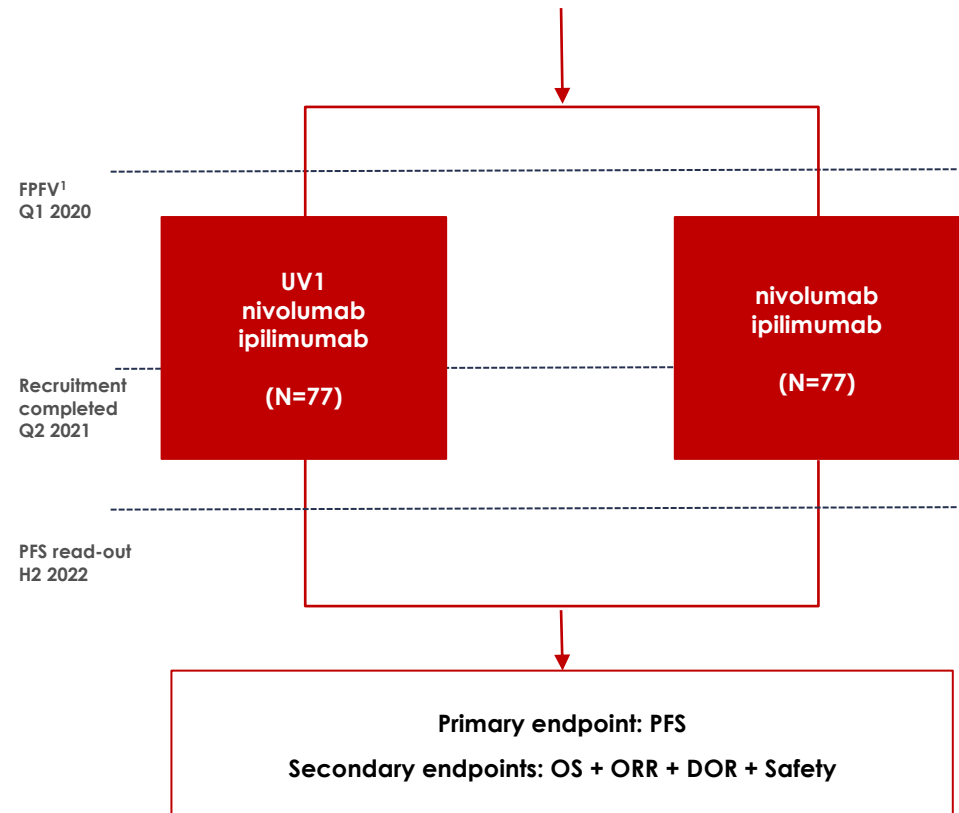 FPFV¹
Q1 2020
UV1
nivolumab
ipilimumab
(N=77)
nivolumab
ipilimumab
(N=77)
Recruitment
completed
Q2 2021
PFS read-out
H2 2022
Primary endpoint: PFS
Secondary endpoints: OS + ORR + DOR + Safety